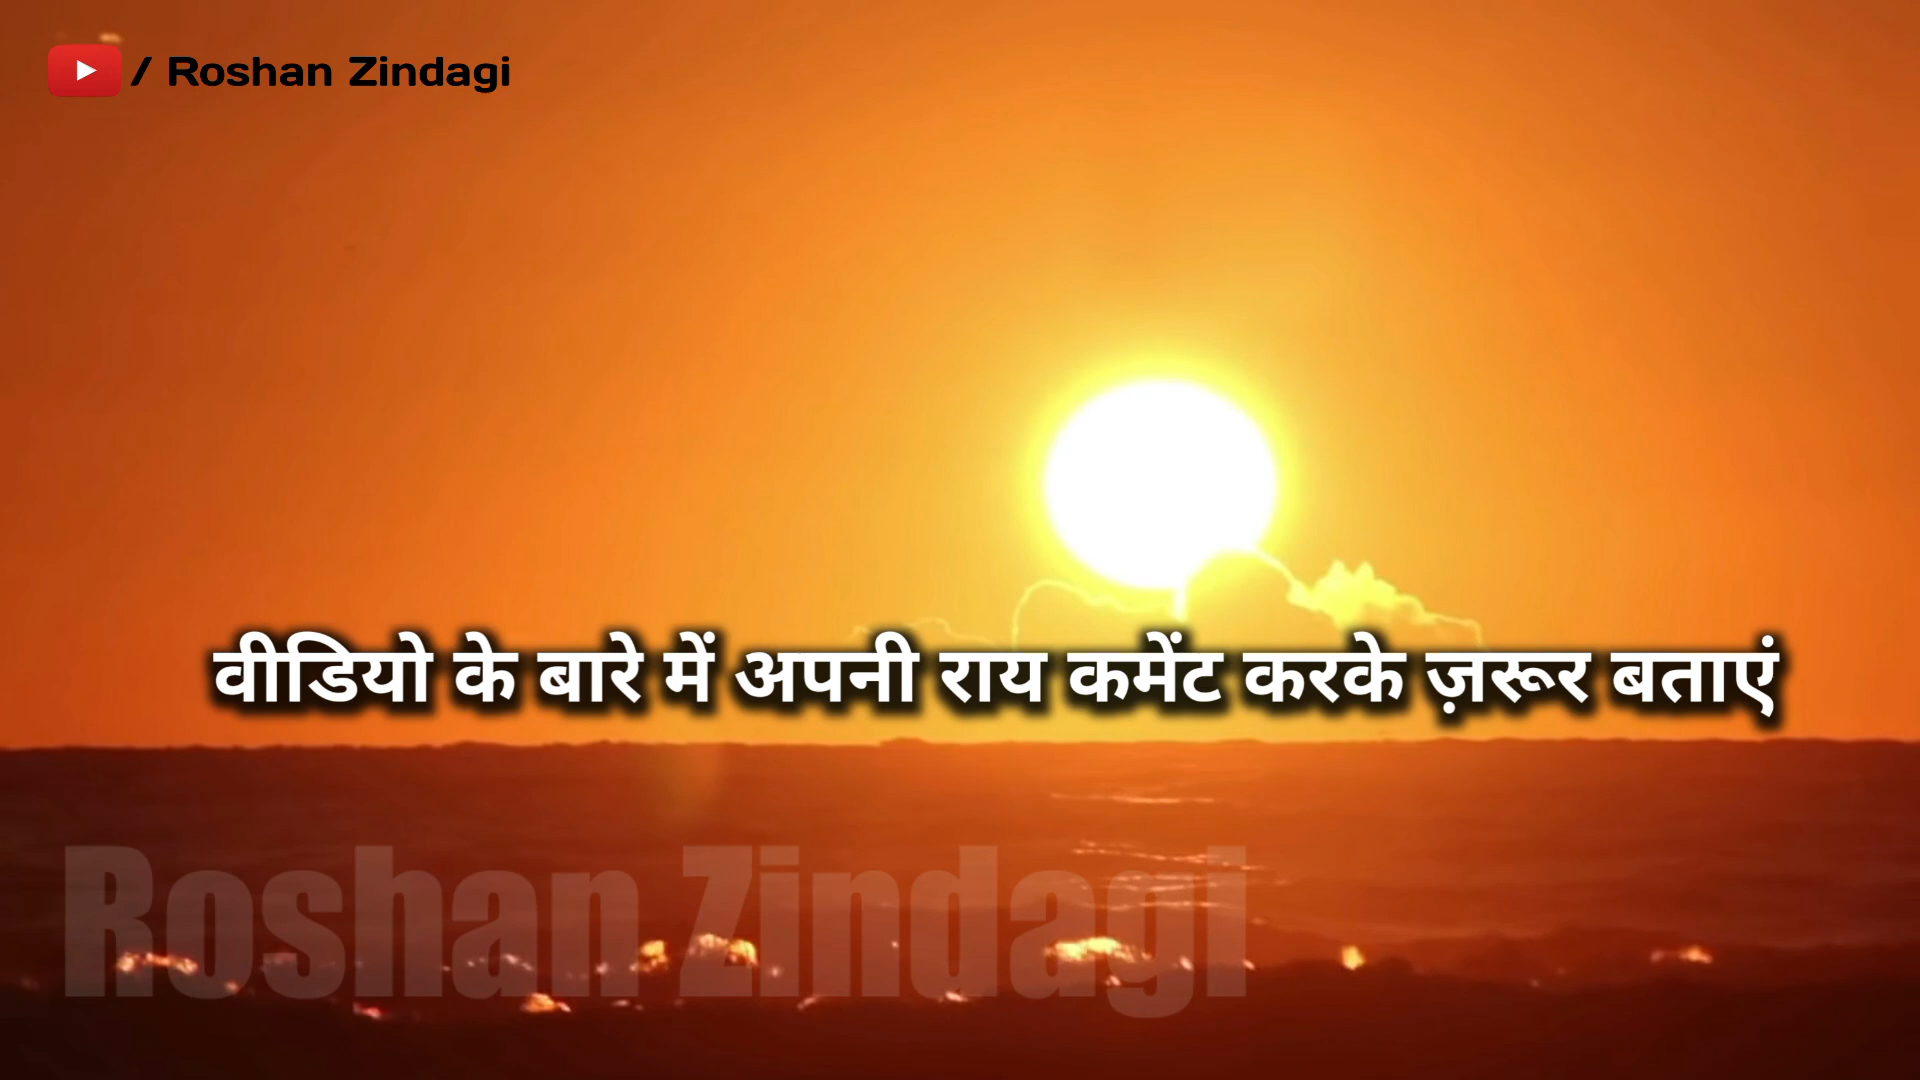 / Roshan Zindagi
वीडियो के बारे में अपनी राय कमेंट करके ज़रूर बताएं
Roshan Zindagi